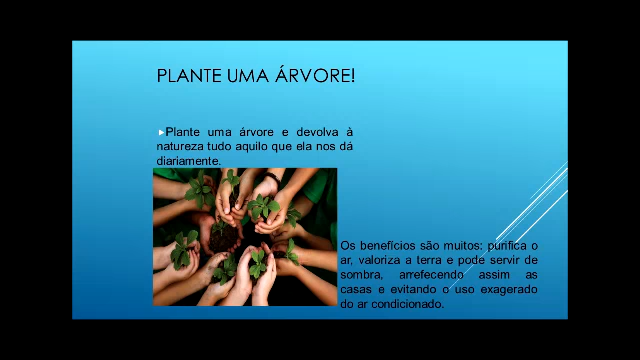 PLANTE UMA ÁRVORE!
Plante uma árvore e devolva à
natureza tudo aquilo que ela nos dá
diariamente.
Os benefícios são muitos: purifica o
ar, valoriza a terra e pode servir de
sombra, arrefecendo assim as
casas e evitando o uso exagerado
do ar condicionado.